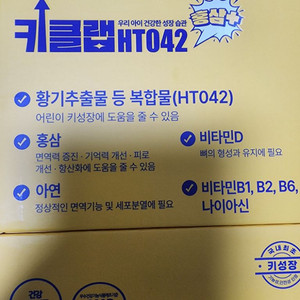 우리 아이 건강한 성장 습관
키클랩HT042
홍삼+
황기추출물 등 복합물(HT042)
어린이 키성장에 도움을 줄 수 있음
홍삼
면역력 증진 · 기억력 개선 · 피로
개선 · 항산화에 도움을 줄 수 있음
비타민D
뼈의 형성과 유지에 필요
아연
정상적인 면역기능 및 세포분열에 필요
비타민B1, B2, B6,
나이아신
국내최초
키성장
건강